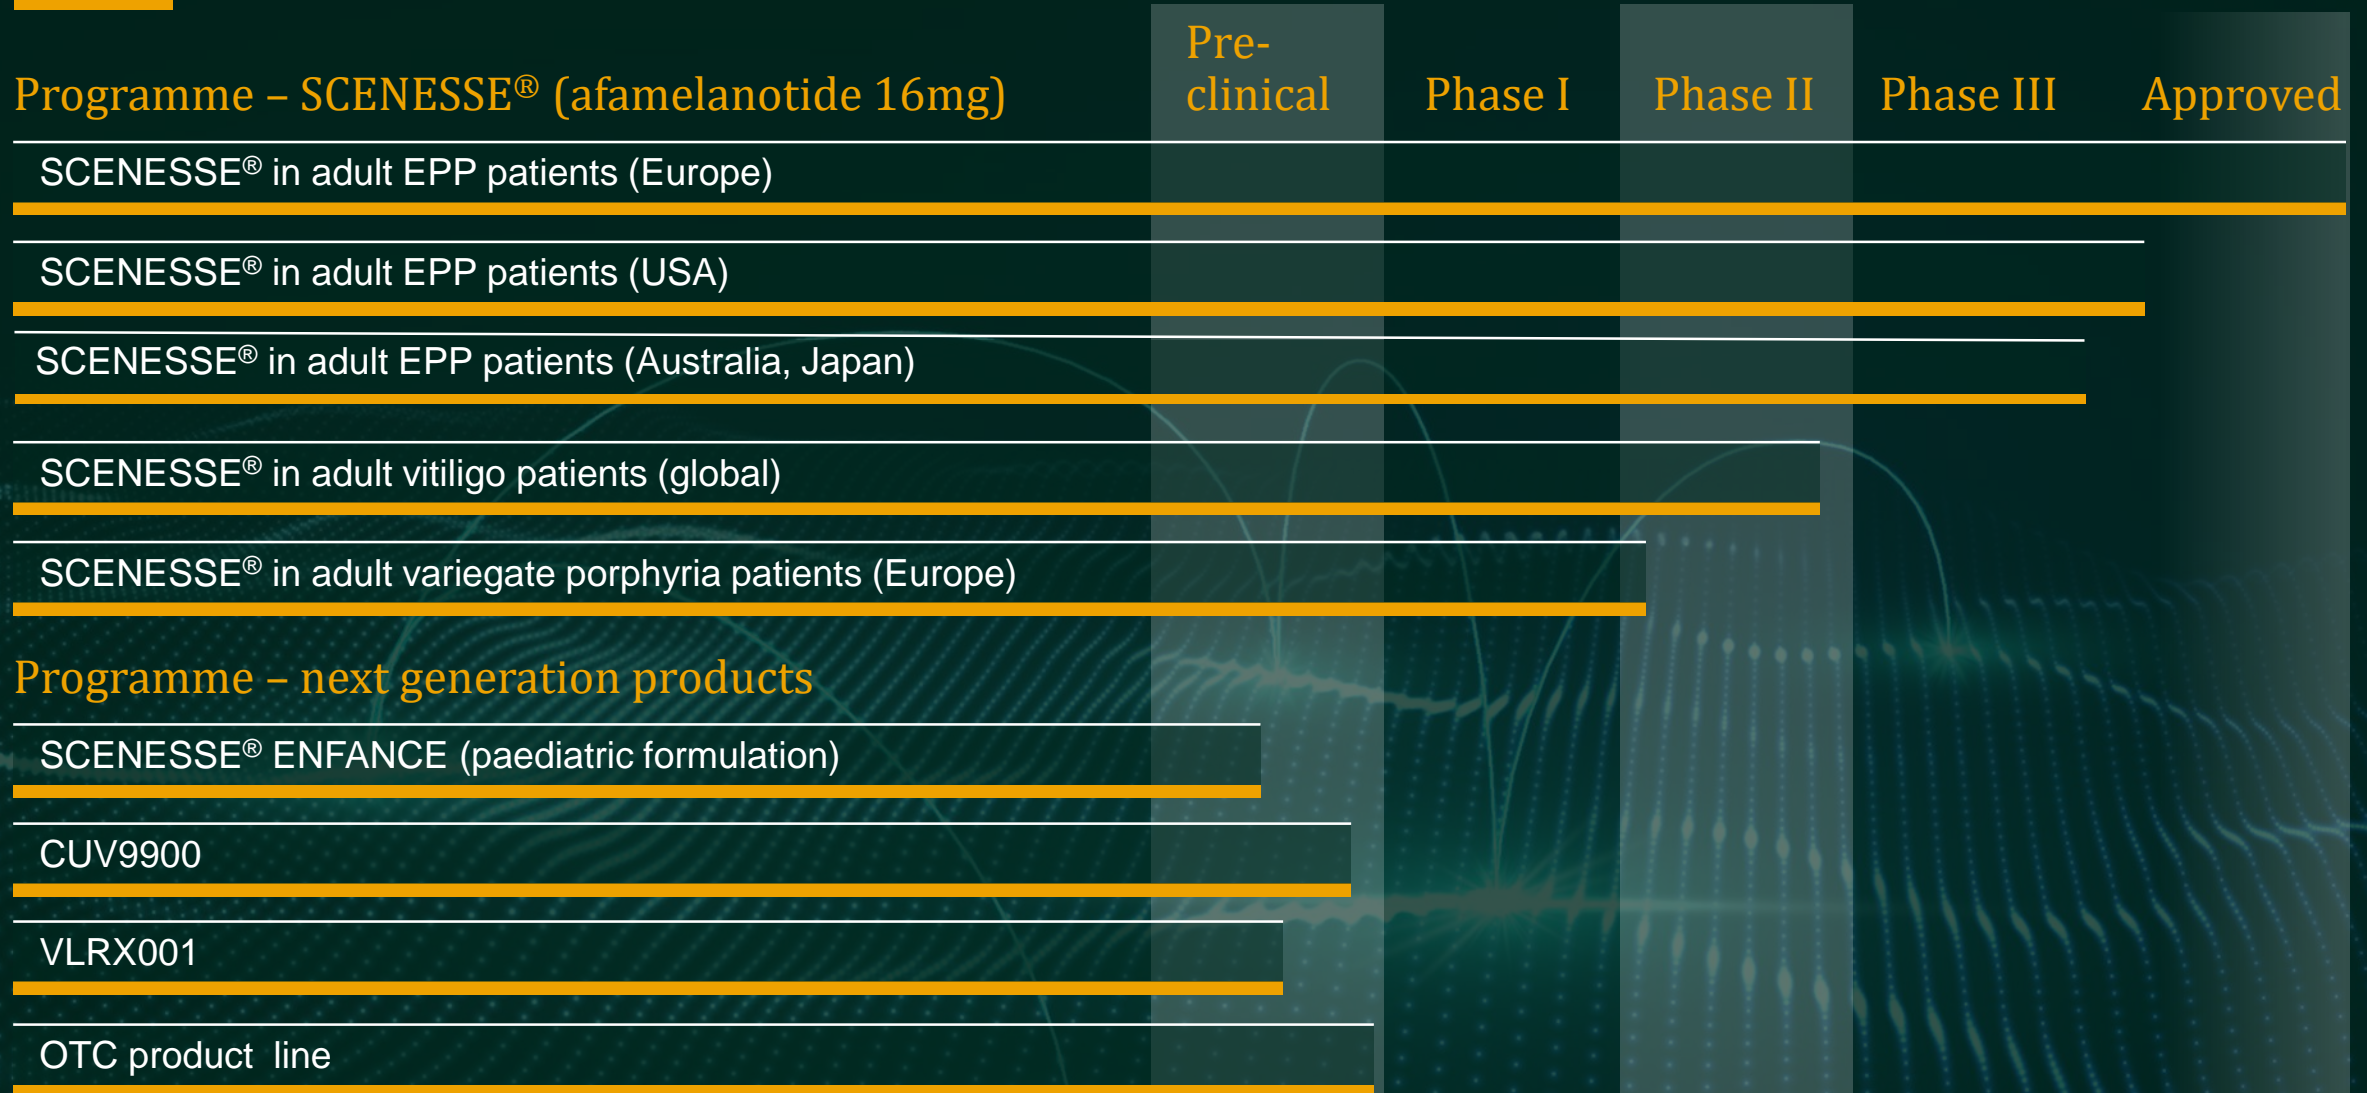 Pre-
Programme – SCENESSE® (afamelanotide 16mg) clinical Phase I Phase II Phase III Approved
SCENESSE® in adult EPP patients (Europe)
SCENESSE® in adult EPP patients (USA)
SCENESSE® in adult EPP patients (Australia, Japan)
SCENESSE® in adult vitiligo patients (global)
SCENESSE® in adult variegate porphyria patients (Europe)
Programme – next generation products
SCENESSE® ENFANCE (paediatric formulation)
CUV9900
VLRX001
OTC product line